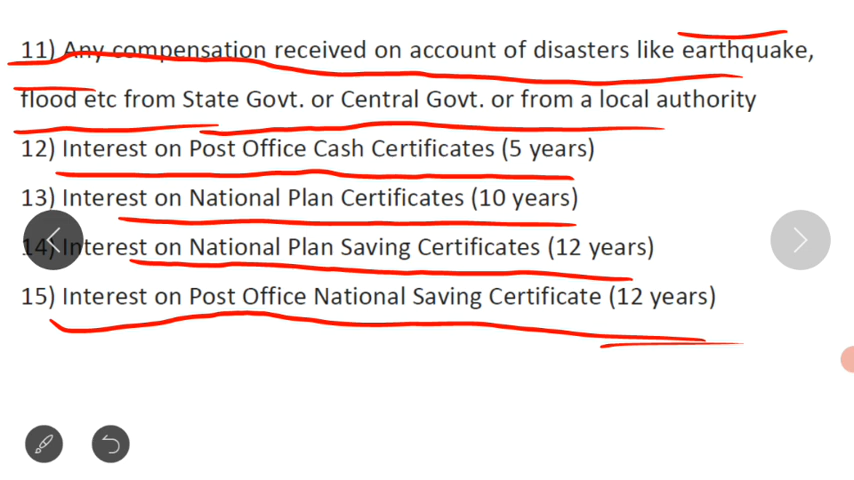 11) Any compensation received on account of disasters like earthquake,
flood etc from State Govt. or Central Govt. or from a local authority
12) Interest on Post Office Cash Certificates (5 years)
13) Interest on National Plan Certificates (10 years)
14) Interest on National Plan Saving Certificates (12 years)
15) Interest on Post Office National Saving Certificate (12 years)